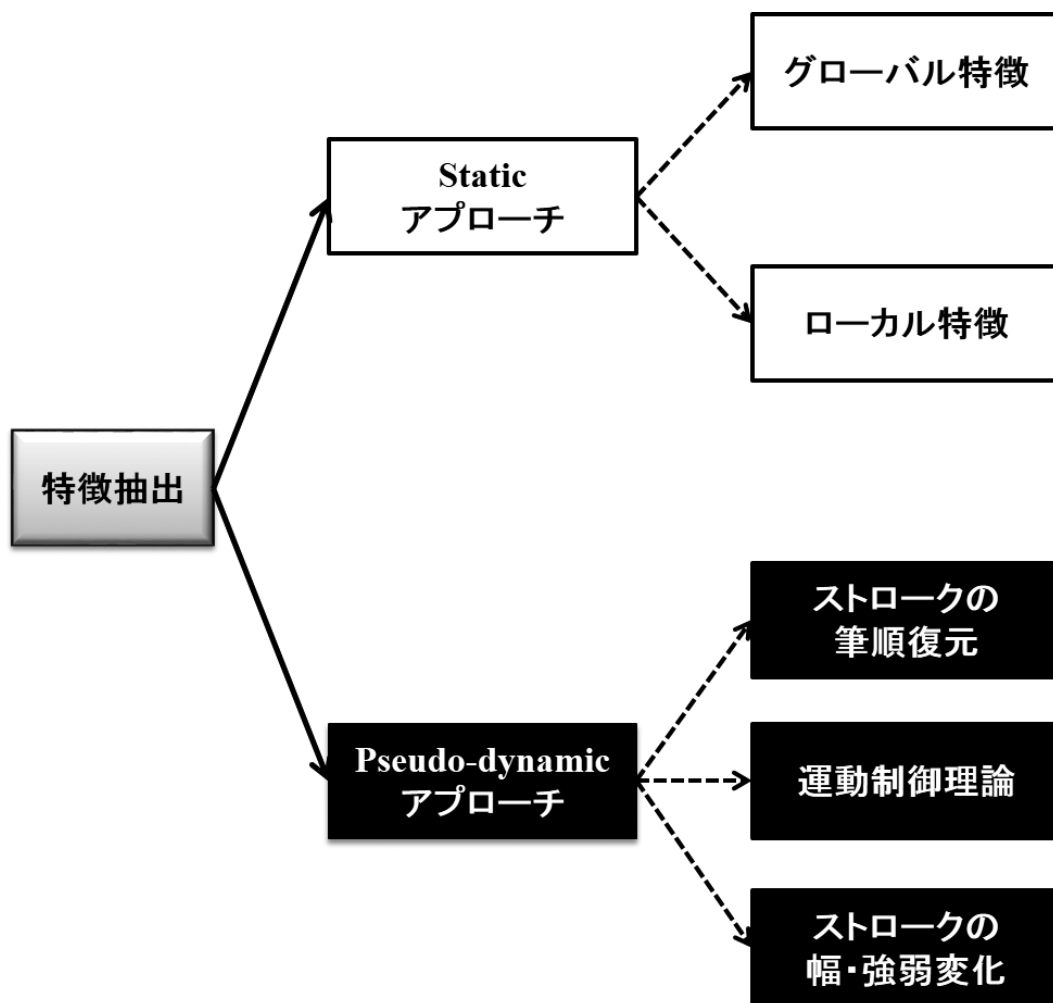 グローバル特徴
Static
アプローチ
ローカル特徴
特徴抽出
ストロークの
筆順復元
Pseudo-dynamic
アプローチ
運動制御理論
ストロークの
幅・強弱変化